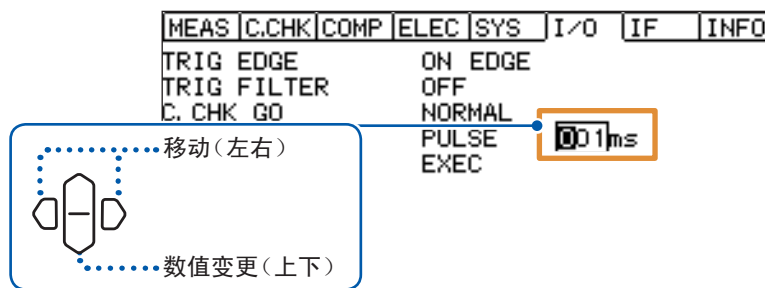 MEAS C.CHK COMP ELEC SYS I/O IF INFO
TRIG EDGE ON EDGE
TRIG FILTER OFF
C. CHK GO NORMAL
PULSE 001ms
EXEC
移动（左右）
数值变更（上下）